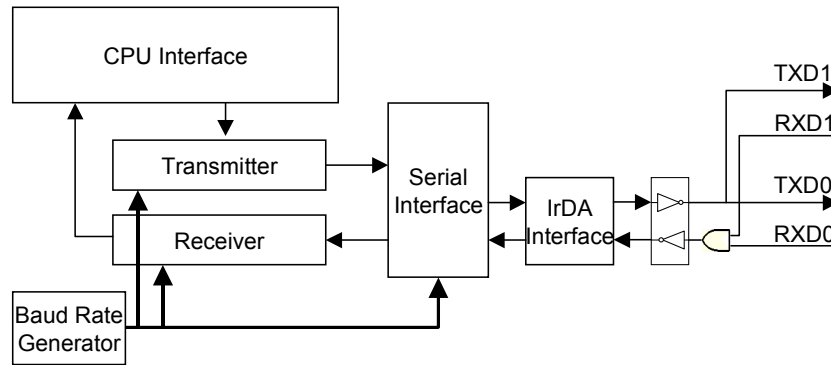 CPU Interface
Transmitter
Receiver
Baud Rate
Generator
Serial
Interface
IrDA
Interface
TXD1
RXD1
TXD0
RXD0